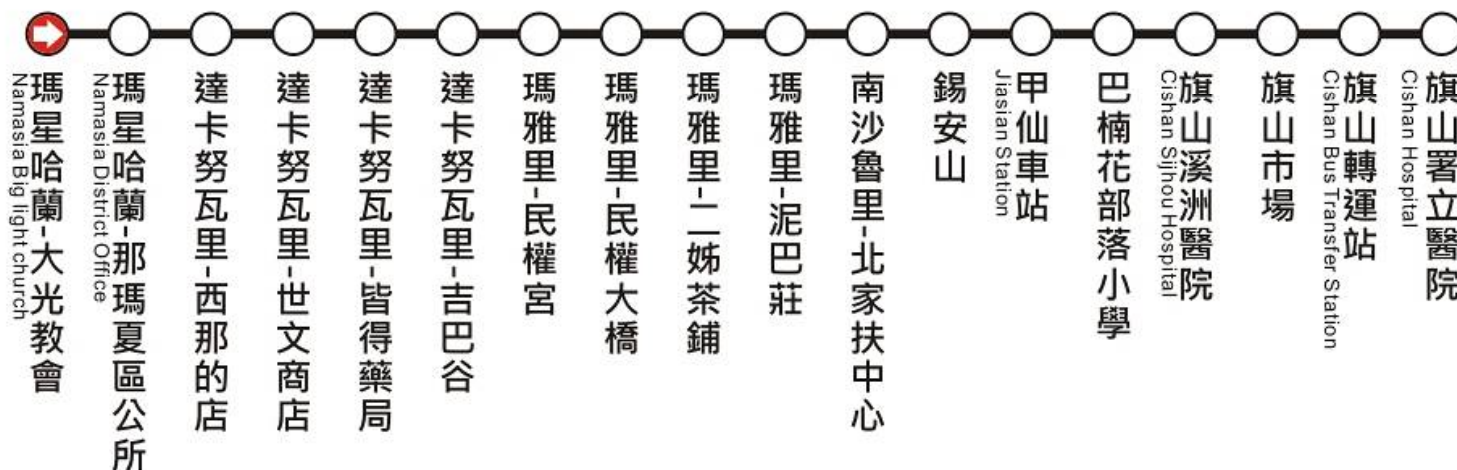 瑪星哈蘭-大光教會
Namasia Big light church
瑪星哈蘭-那瑪夏區公所
Namasia District Office
達卡努瓦里-西那的店
達卡努瓦里-世文商店
達卡努瓦里-皆得藥局
達卡努瓦里-吉巴谷
瑪雅里-民權宮
瑪雅里-民權大橋
瑪雅里-二姊茶鋪
瑪雅里-泥巴莊
南沙魯里-北家扶中心
錫安山
甲仙車站
Jiasian Station
巴楠花部落小學
旗山溪洲醫院
Cishan Sijhou Hospital
旗山市場
旗山轉運站
Cishan Bus Transfer Station
旗山署立醫院
Cishan Hospital